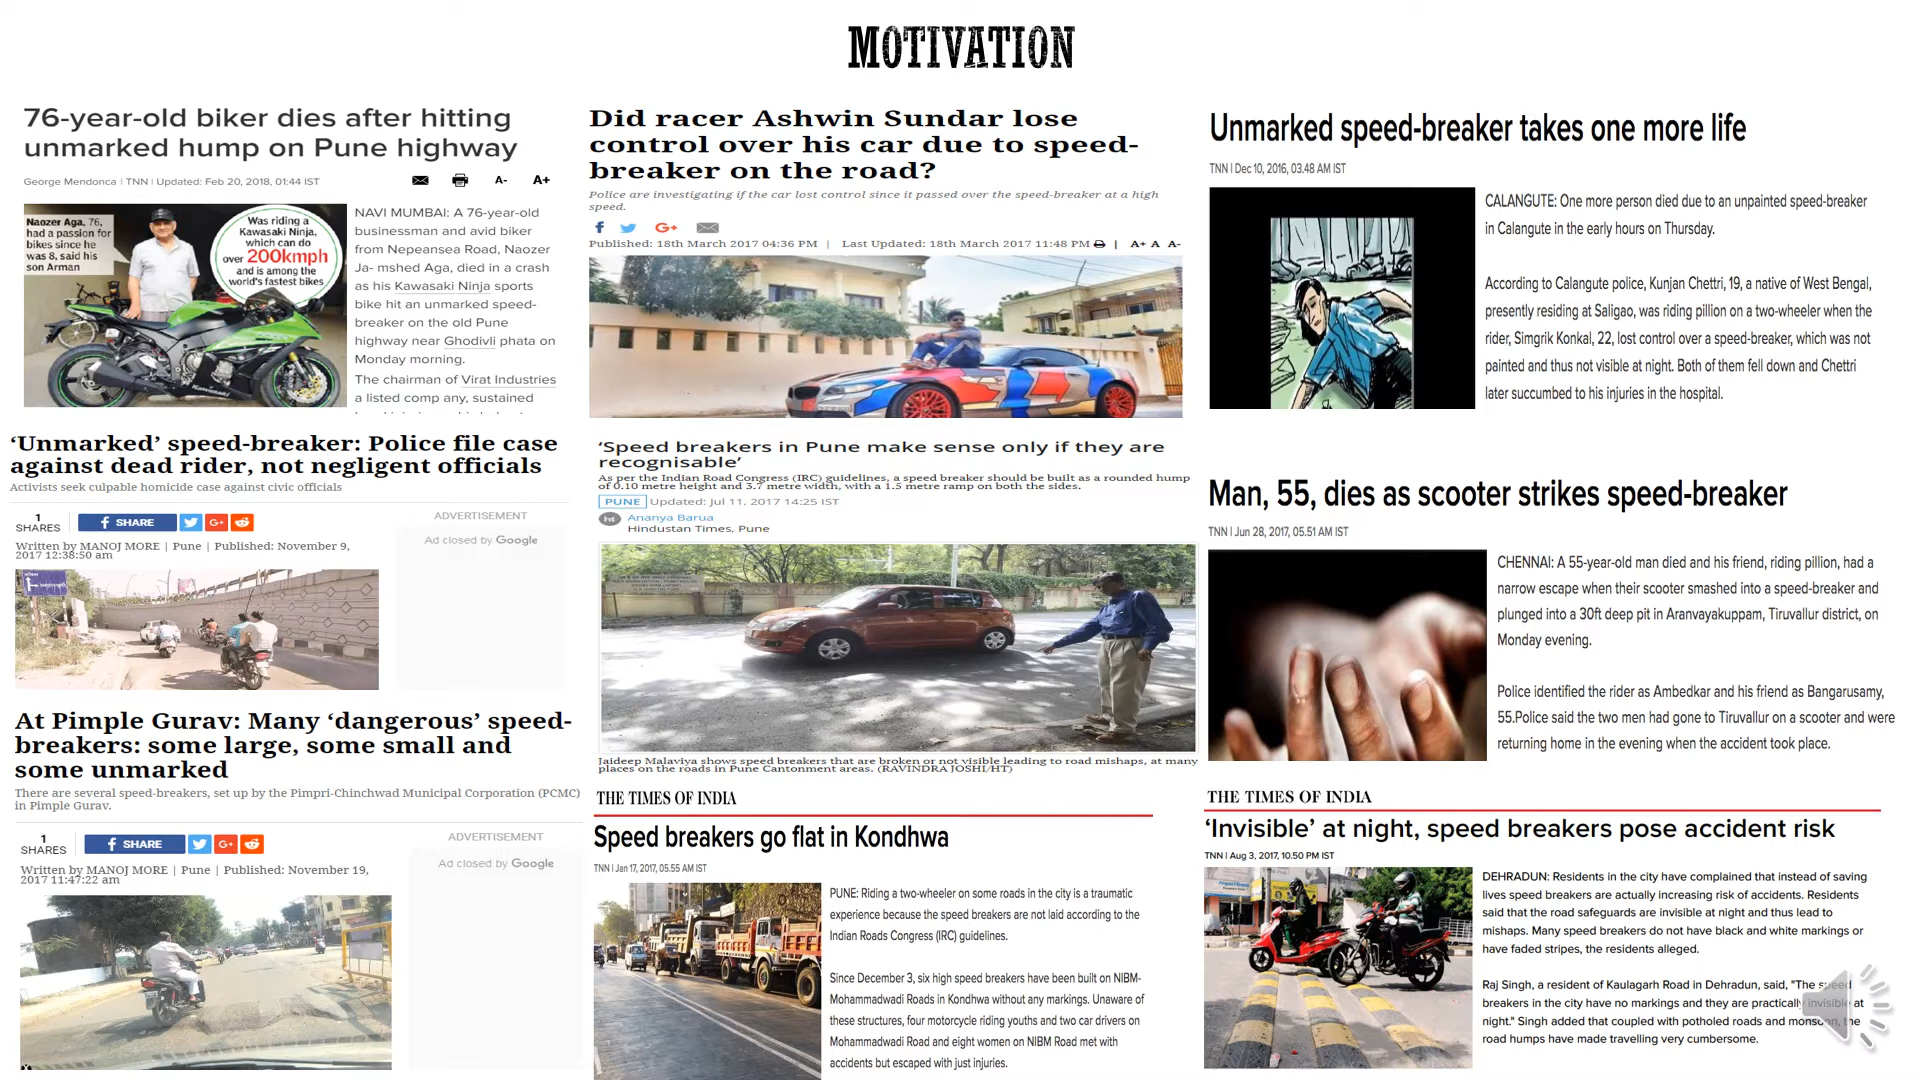 MOTIVATION
76-year-old biker dies after hitting
unmarked hump on Pune highway
George Mendonca | TNN | Updated: Feb 20, 2018, 01:44 IST
A-
A+
Naozer Aga, 76,
had a passion for
bikes since he
was 8, said his
son Arman
Was riding a
Kawasaki Ninja,
which can do
over 200kmph
and is among the
world's fastest bikes
NAVI MUMBAI: A 76-year-old
businessman and avid biker
from Nepeansea Road, Naozer
Ja- mshed Aga, died in a crash
as his Kawasaki Ninja sports
bike hit an unmarked speed-
breaker on the old Pune
highway near Ghodivli phata on
Monday morning.
The chairman of Virat Industries
a listed comp any, sustained
‘Unmarked’ speed-breaker: Police file case
against dead rider, not negligent officials
Activists seek culpable homicide case against civic officials
1
SHARES
f SHARE
G+
ADVERTISEMENT
Ad closed by Google
Written by MANOJ MORE | Pune | Published: November 9,
2017 12:38:50 am
At Pimple Gurav: Many ‘dangerous’ speed-
breakers: some large, some small and
some unmarked
There are several speed-breakers, set up by the Pimpri-Chinchwad Municipal Corporation (PCMC)
in Pimple Gurav.
1
SHARES
f SHARE
G+
ADVERTISEMENT
Ad closed by Google
Written by MANOJ MORE | Pune | Published: November 19,
2017 11:47:22 am
Did racer Ashwin Sundar lose
control over his car due to speed-
breaker on the road?
Police are investigating if the car lost control since it passed over the speed-breaker at a high
speed.
f
G+
Published: 18th March 2017 04:36 PM | Last Updated: 18th March 2017 11:48 PM | A+ A A-
‘Speed breakers in Pune make sense only if they are
recognisable’
As per the Indian Road Congress (IRC) guidelines, a speed breaker should be built as a rounded hump
of 0.10 metre height and 3.7 metre width, with a 1.5 metre ramp on both the sides.
PUNE Updated: Jul 11, 2017 14:25 IST
ht Ananya Barua
Hindustan Times, Pune
Jaideep Malaviya shows speed breakers that are broken or not visible leading to road mishaps, at many
places on the roads in Pune Cantonment areas. (RAVINDRA JOSHI/HT)
THE TIMES OF INDIA
Speed breakers go flat in Kondhwa
TNN | Jan 17, 2017, 05.55 AM IST
PUNE: Riding a two-wheeler on some roads in the city is a traumatic
experience because the speed breakers are not laid according to the
Indian Roads Congress (IRC) guidelines.
Since December 3, six high speed breakers have been built on NIBM-
Mohammadwadi Roads in Kondhwa without any markings. Unaware of
these structures, four motorcycle riding youths and two car drivers on
Mohammadwadi Road and eight women on NIBM Road met with
accidents but escaped with just injuries.
Unmarked speed-breaker takes one more life
TNN | Dec 10, 2016, 03.48 AM IST
CALANGUTE: One more person died due to an unpainted speed-breaker
in Calangute in the early hours on Thursday.
According to Calangute police, Kunjan Chettri, 19, a native of West Bengal,
presently residing at Saligao, was riding pillion on a two-wheeler when the
rider, Simgrik Konkal, 22, lost control over a speed-breaker, which was not
painted and thus not visible at night. Both of them fell down and Chettri
later succumbed to his injuries in the hospital.
Man, 55, dies as scooter strikes speed-breaker
TNN | Jun 28, 2017, 05.51 AM IST
CHENNAI: A 55-year-old man died and his friend, riding pillion, had a
narrow escape when their scooter smashed into a speed-breaker and
plunged into a 30ft deep pit in Aranvayakuppam, Tiruvallur district, on
Monday evening.
Police identified the rider as Ambedkar and his friend as Bangarusamy,
55.Police said the two men had gone to Tiruvallur on a scooter and were
returning home in the evening when the accident took place.
THE TIMES OF INDIA
‘Invisible’ at night, speed breakers pose accident risk
TNN | Aug 3, 2017, 10.50 PM IST
DEHRADUN: Residents in the city have complained that instead of saving
lives speed breakers are actually increasing risk of accidents. Residents
said that the road safeguards are invisible at night and thus lead to
mishaps. Many speed breakers do not have black and white markings or
have faded stripes, the residents alleged.
Raj Singh, a resident of Kaulagarh Road in Dehradun, said, "The speed
breakers in the city have no markings and they are practically invisible at
night." Singh added that coupled with potholed roads and monsoon, the
road humps have made travelling very cumbersome.